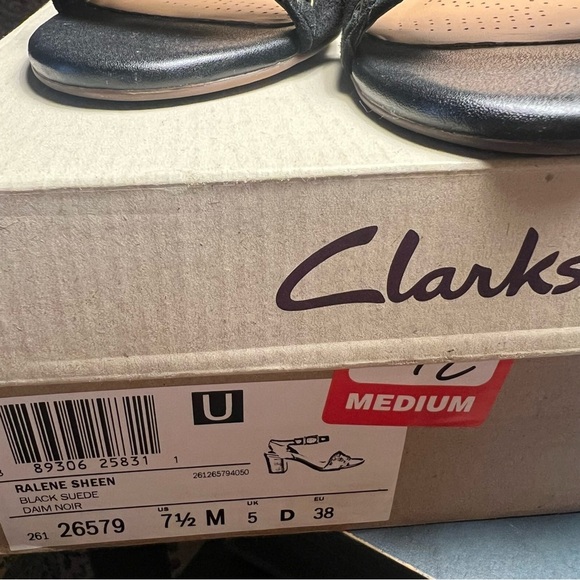 Clarks
MEDIUM
U
89306 25831 1
261265794050
RALENE SHEEN
BLACK SUEDE
DAIM NOIR
US UK EU
261 26579 7½ M 5 D 38